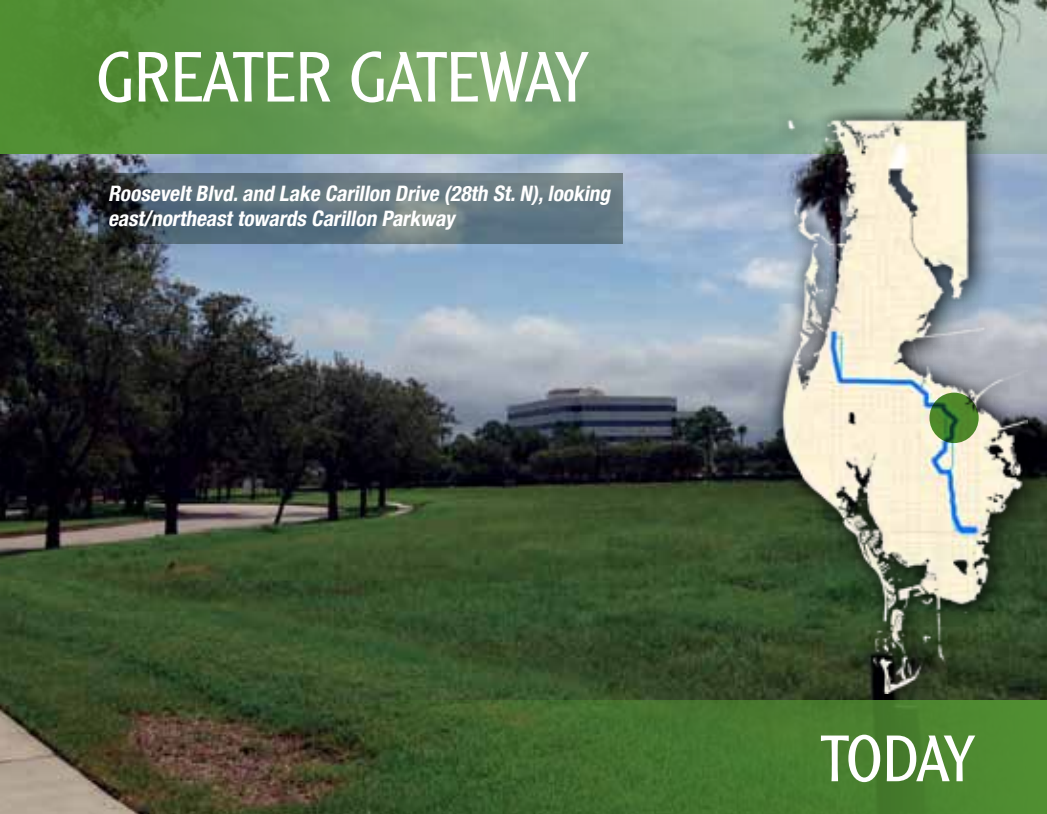 GREATER GATEWAY
Roosevelt Blvd. and Lake Carillon Drive (28th St. N), looking
east/northeast towards Carillon Parkway
TODAY